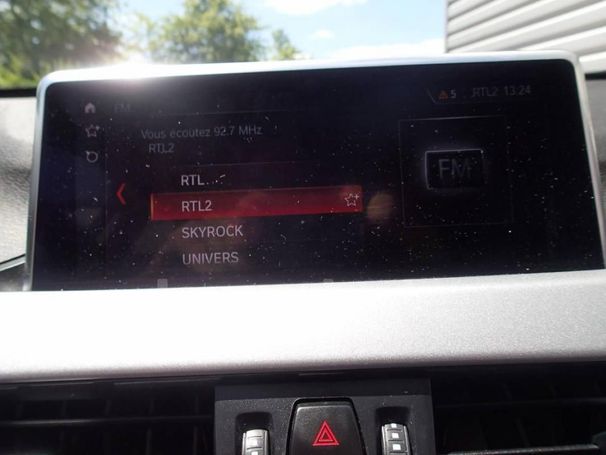 FM
5 RTL2 13:24
Vous écoutez 92.7 MHz
RTL2
RTL
RTL2
SKYROCK
UNIVERS
FM